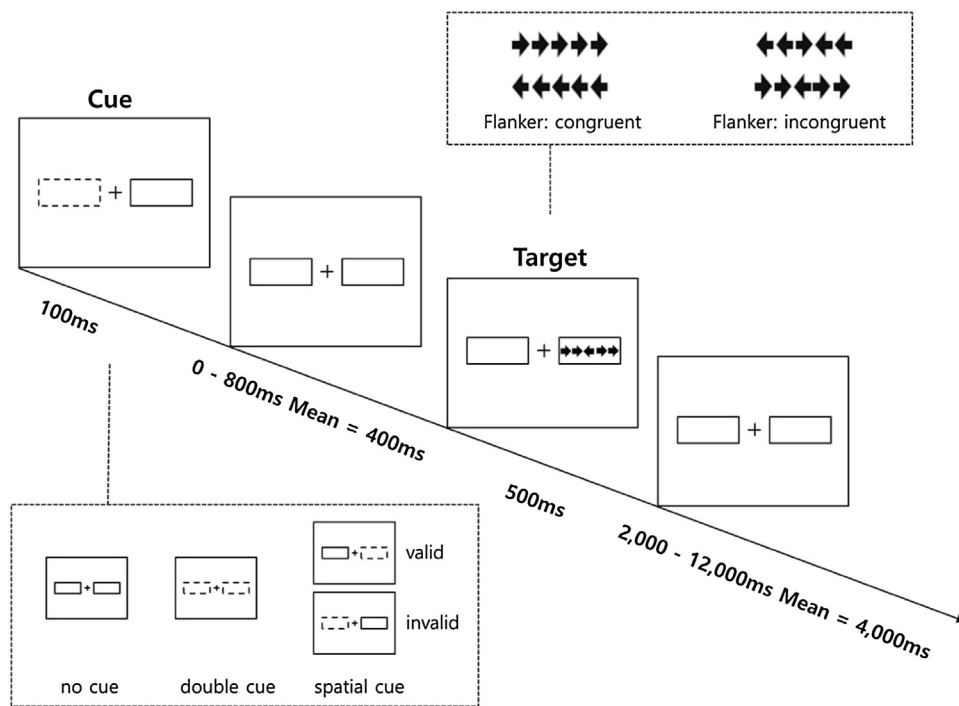 Cue
+
100ms
+
0 - 800ms Mean = 400ms
Flanker: congruent
Flanker: incongruent
Target
+
500ms
+
2,000 - 12,000ms Mean = 4,000ms
+
no cue
+
double cue
+
valid
+
invalid
spatial cue